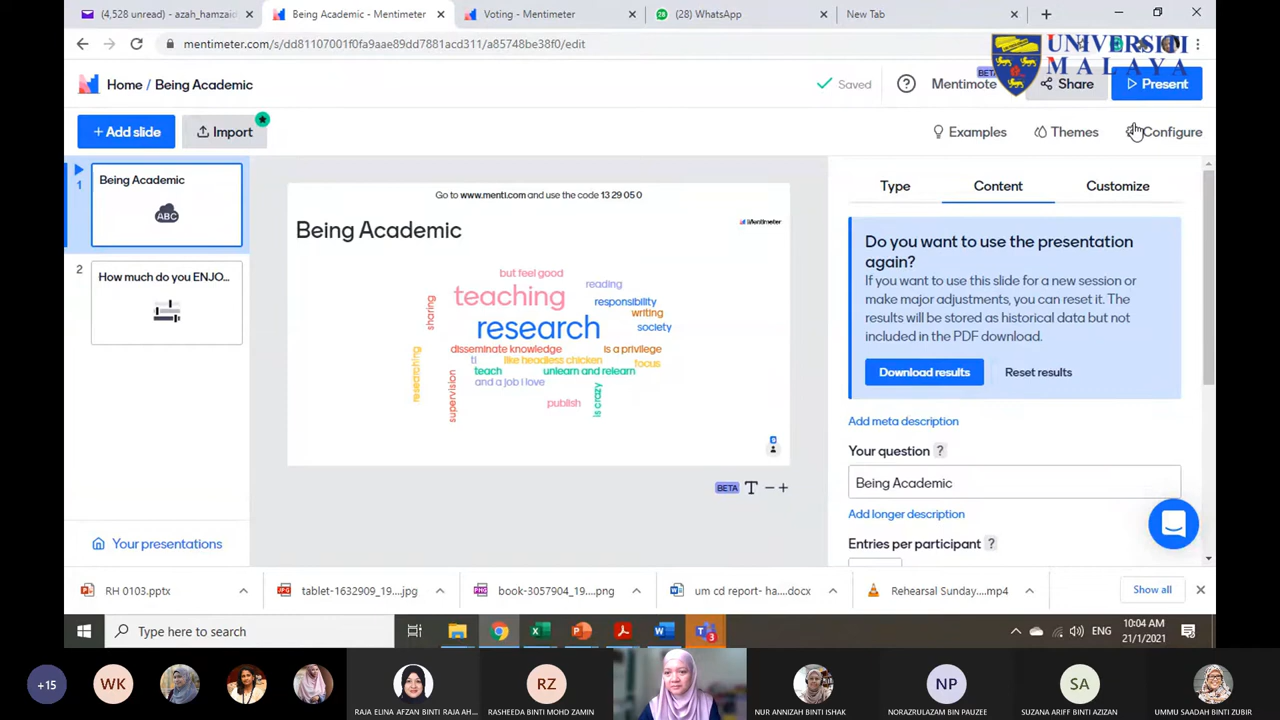 (4,528 unread) - azah_hamzaid
Being Academic - Mentimeter
Voting - Mentimeter
28
(28) WhatsApp
New Tab
mentimeter.com/s/dd81107001f0fa9aee89dd7881acd311/a85748be38f0/edit
UNIVERSITI
MALAYA
Home / Being Academic
Saved
BETA
Mentimote
Share
Present
+ Add slide
Import
Examples
Themes
Configure
1
Being Academic
ABC
2
How much do you ENJO...
Your presentations
Go to www.menti.com and use the code 13 29 05 0
Being Academic
Mentimeter
but feel good
reading
teaching
responsibility
sharing
writing
research
society
disseminate knowledge
is a privilege
ti
like headless chicken
focus
researching
teach
unlearn and relearn
supervision
and a job i love
is crazy
publish
BETA
T
Type
Content
Customize
Do you want to use the presentation
again?
If you want to use this slide for a new session or
make major adjustments, you can reset it. The
results will be stored as historical data but not
included in the PDF download.
Download results
Reset results
Add meta description
Your question ?
Being Academic
Add longer description
Entries per participant ?
RH 0103.pptx
tablet-1632909_19....jpg
book-3057904_19....png
um cd report- ha....docx
Rehearsal Sunday....mp4
Show all
Type here to search
3
ENG
10:04 AM
21/1/2021
+15
WK
RAJA ELINA AFZAN BINTI RAJA AH...
RZ
RASHEEDA BINTI MOHD ZAMIN
NUR ANNIZAH BINTI ISHAK
NP
NORAZRULAZAM BIN PAUZEE
SA
SUZANA ARIFF BINTI AZIZAN
UMMU SAADAH BINTI ZUBIR